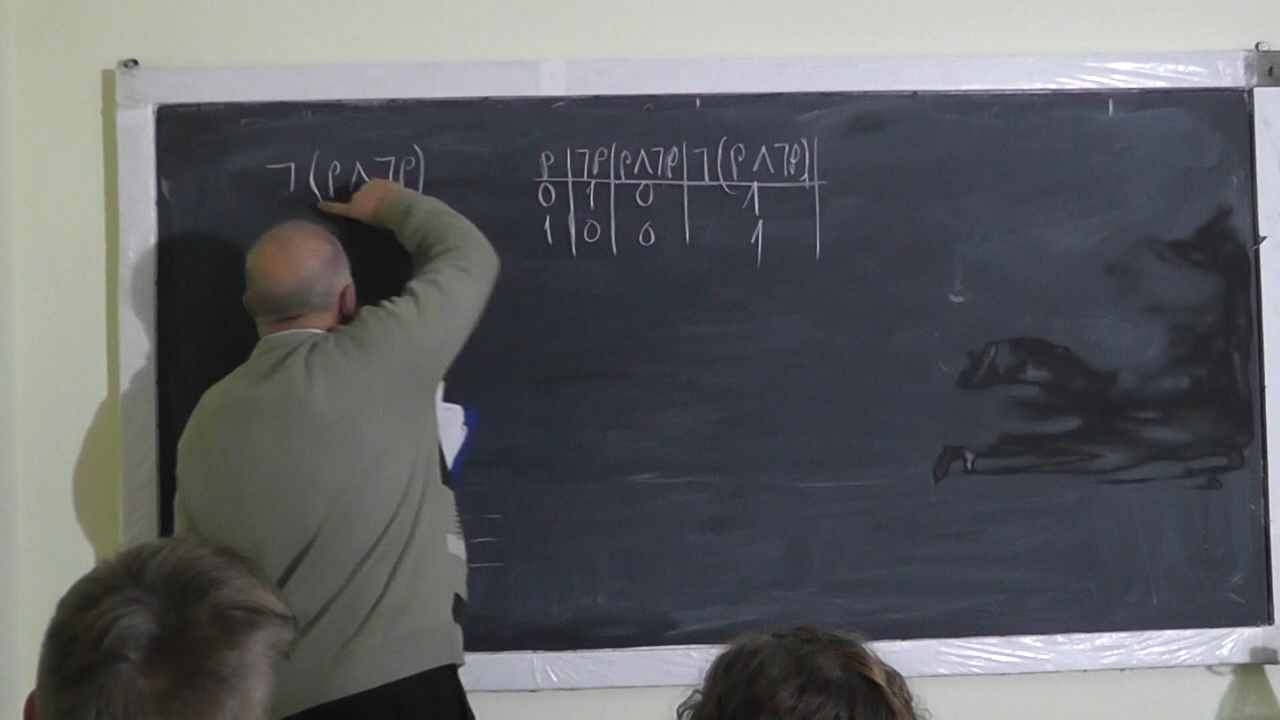 ¬(p∧¬p)
p | ¬p | p∧¬p | ¬(p∧¬p) |
0 | 1 | 0 | 1 |
1 | 0 | 0 | 1 |